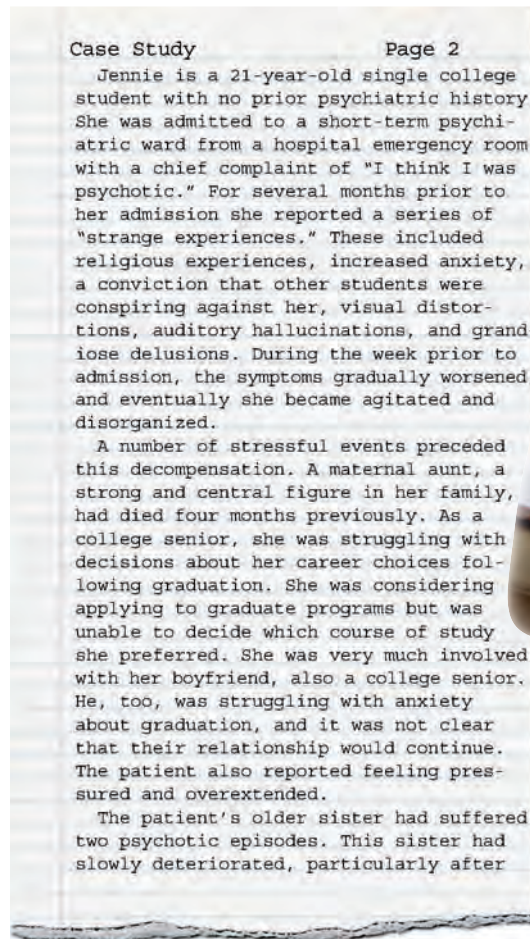 Case Study Page 2
Jennie is a 21-year-old single college
student with no prior psychiatric history
She was admitted to a short-term psychi-
atric ward from a hospital emergency room
with a chief complaint of "I think I was
psychotic." For several months prior to
her admission she reported a series of
"strange experiences." These included
religious experiences, increased anxiety,
a conviction that other students were
conspiring against her, visual distor-
tions, auditory hallucinations, and grand
iose delusions. During the week prior to
admission, the symptoms gradually worsened
and eventually she became agitated and
disorganized.
A number of stressful events preceded
this decompensation. A maternal aunt, a
strong and central figure in her family,
had died four months previously. As a
college senior, she was struggling with
decisions about her career choices fol-
lowing graduation. She was considering
applying to graduate programs but was
unable to decide which course of study
she preferred. She was very much involved
with her boyfriend, also a college senior.
He, too, was struggling with anxiety
about graduation, and it was not clear
that their relationship would continue.
The patient also reported feeling pres-
sured and overextended.
The patient's older sister had suffered
two psychotic episodes. This sister had
slowly deteriorated, particularly after